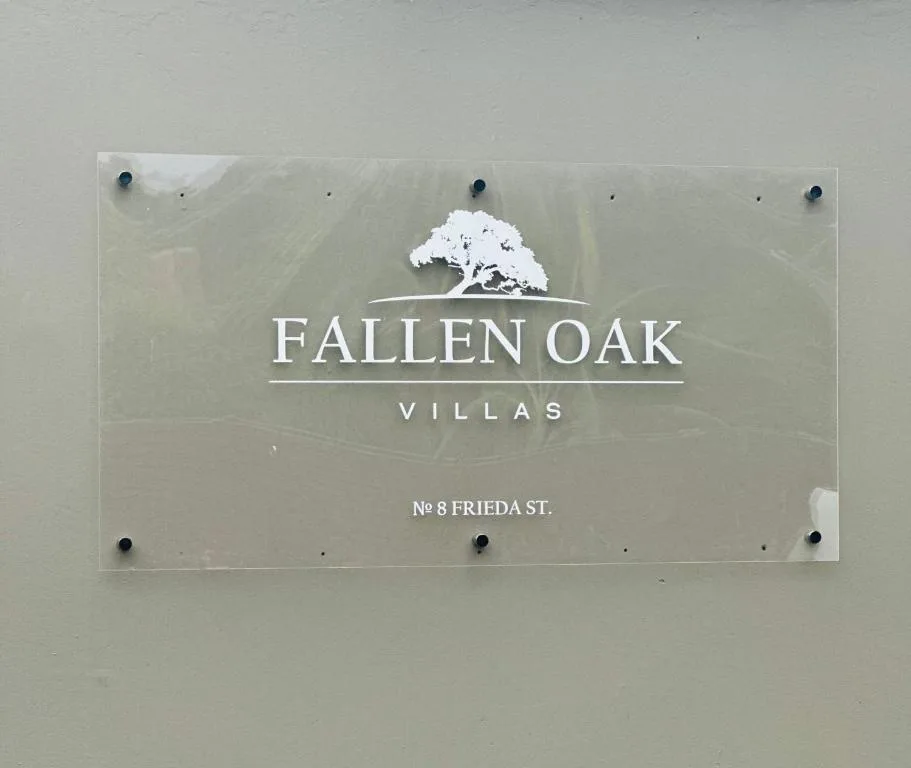 FALLEN OAK
VILLAS
№ 8 FRIEDA ST.